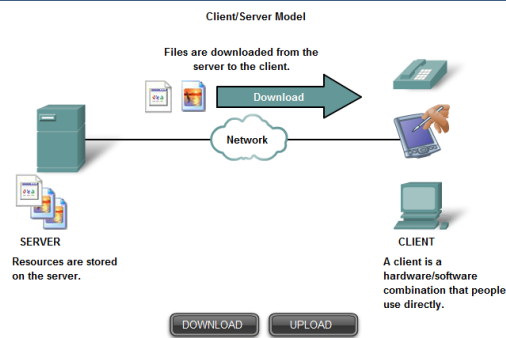 Client/Server Model
Files are downloaded from the
server to the client.
Download
Network
SERVER
Resources are stored
on the server.
CLIENT
A client is a
hardware/software
combination that people
use directly.
DOWNLOAD
UPLOAD